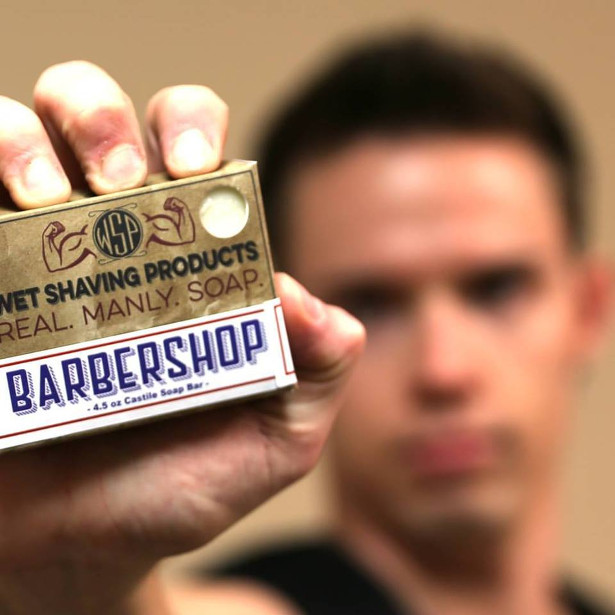 WSP
WET SHAVING PRODUCTS
REAL. MANLY. SOAP.
BARBERSHOP
- 4.5 oz Castile Soap Bar -